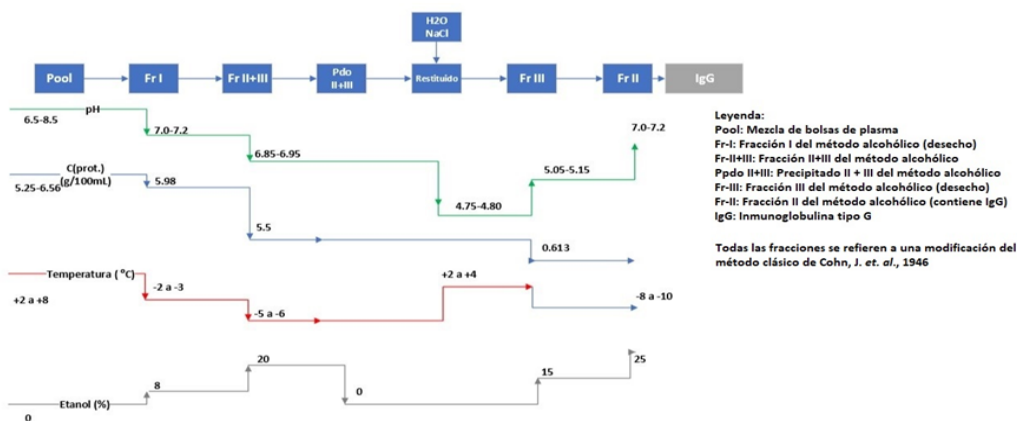 H2O
NaCl
Pool
Fr I
Fr II+III
Pdo
II+III
Restituido
Fr III
Fr II
IgG
pH
6.5-8.5
7.0-7.2
6.85-6.95
4.75-4.80
5.05-5.15
7.0-7.2
C(prot.)
(g/100mL)
5.25-6.56
5.98
5.5
0.613
Temperatura ( °C)
+2 a +8
-2 a -3
-5 a -6
+2 a +4
-8 a -10
Etanol (%)
0
8
20
0
15
25
Leyenda:
Pool: Mezcla de bolsas de plasma
Fr-I: Fracción I del método alcohólico (desecho)
Fr-II+III: Fracción II+III del método alcohólico
Ppdo II+III: Precipitado II + III del método alcohólico
Fr-III: Fracción III del método alcohólico (desecho)
Fr-II: Fracción II del método alcohólico (contiene IgG)
IgG: Inmunoglobulina tipo G
Todas las fracciones se refieren a una modificación del
método clásico de Cohn, J. et. al., 1946